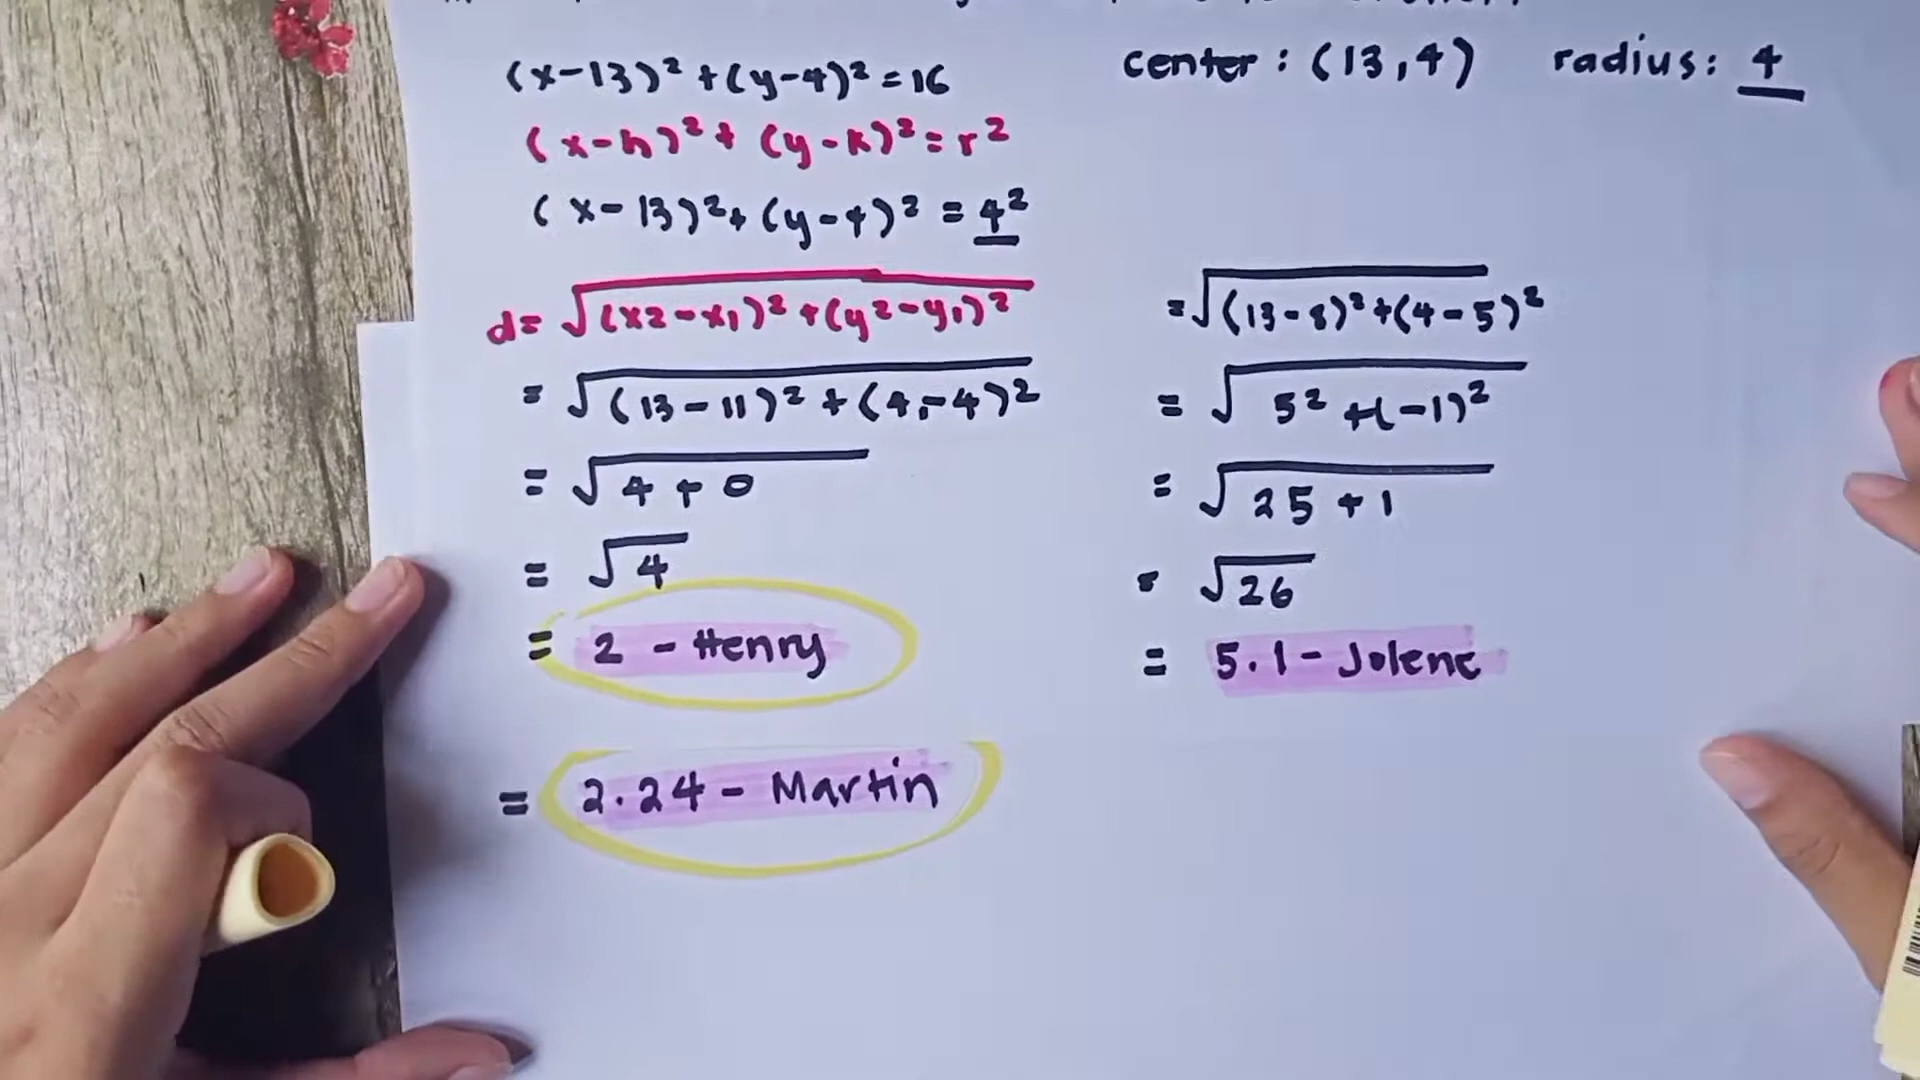 (x-13)² + (y-4)² = 16
center : (13,4) radius: 4
(x-h)² + (y-k)² = r²
(x-13)² + (y-4)² = 4²
d= √(x2-x₁)² + (y2-y₁)²
= √(13-11)² + (4-4)²
= √4+0
= √4
= 2 - Henry
= 2.24 - Martin
= √(13-8)² + (4-5)²
= √5² + (-1)²
= √25+1
= √26
= 5.1 - Jolene